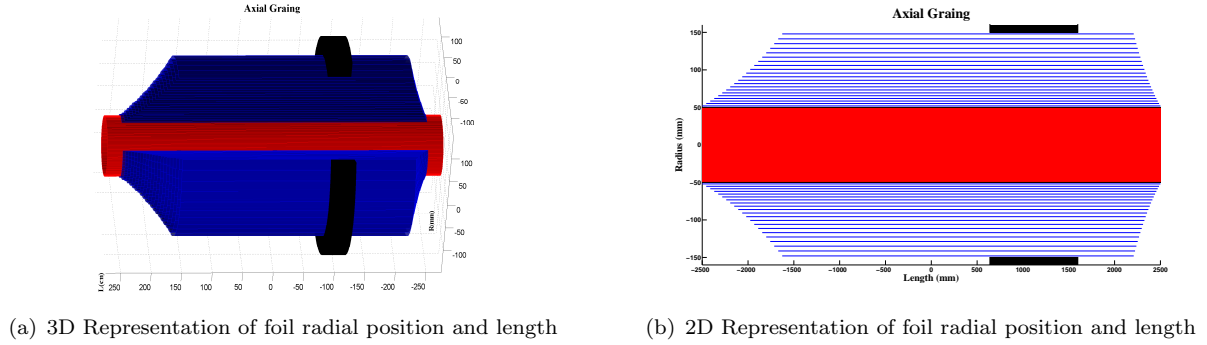 Axial Graing
100
50
0
-50
-100
100
50
0
-50
-100
R(mm)
L(cm)
250 200 150 100 50 0 -50 -100 -150 -200 -250
(a) 3D Representation of foil radial position and length
Axial Graing
150
100
50
0
-50
-100
-150
Radius (mm)
-2500 -2000 -1500 -1000 -500 0 500 1000 1500 2000 2500
Length (mm)
(b) 2D Representation of foil radial position and length